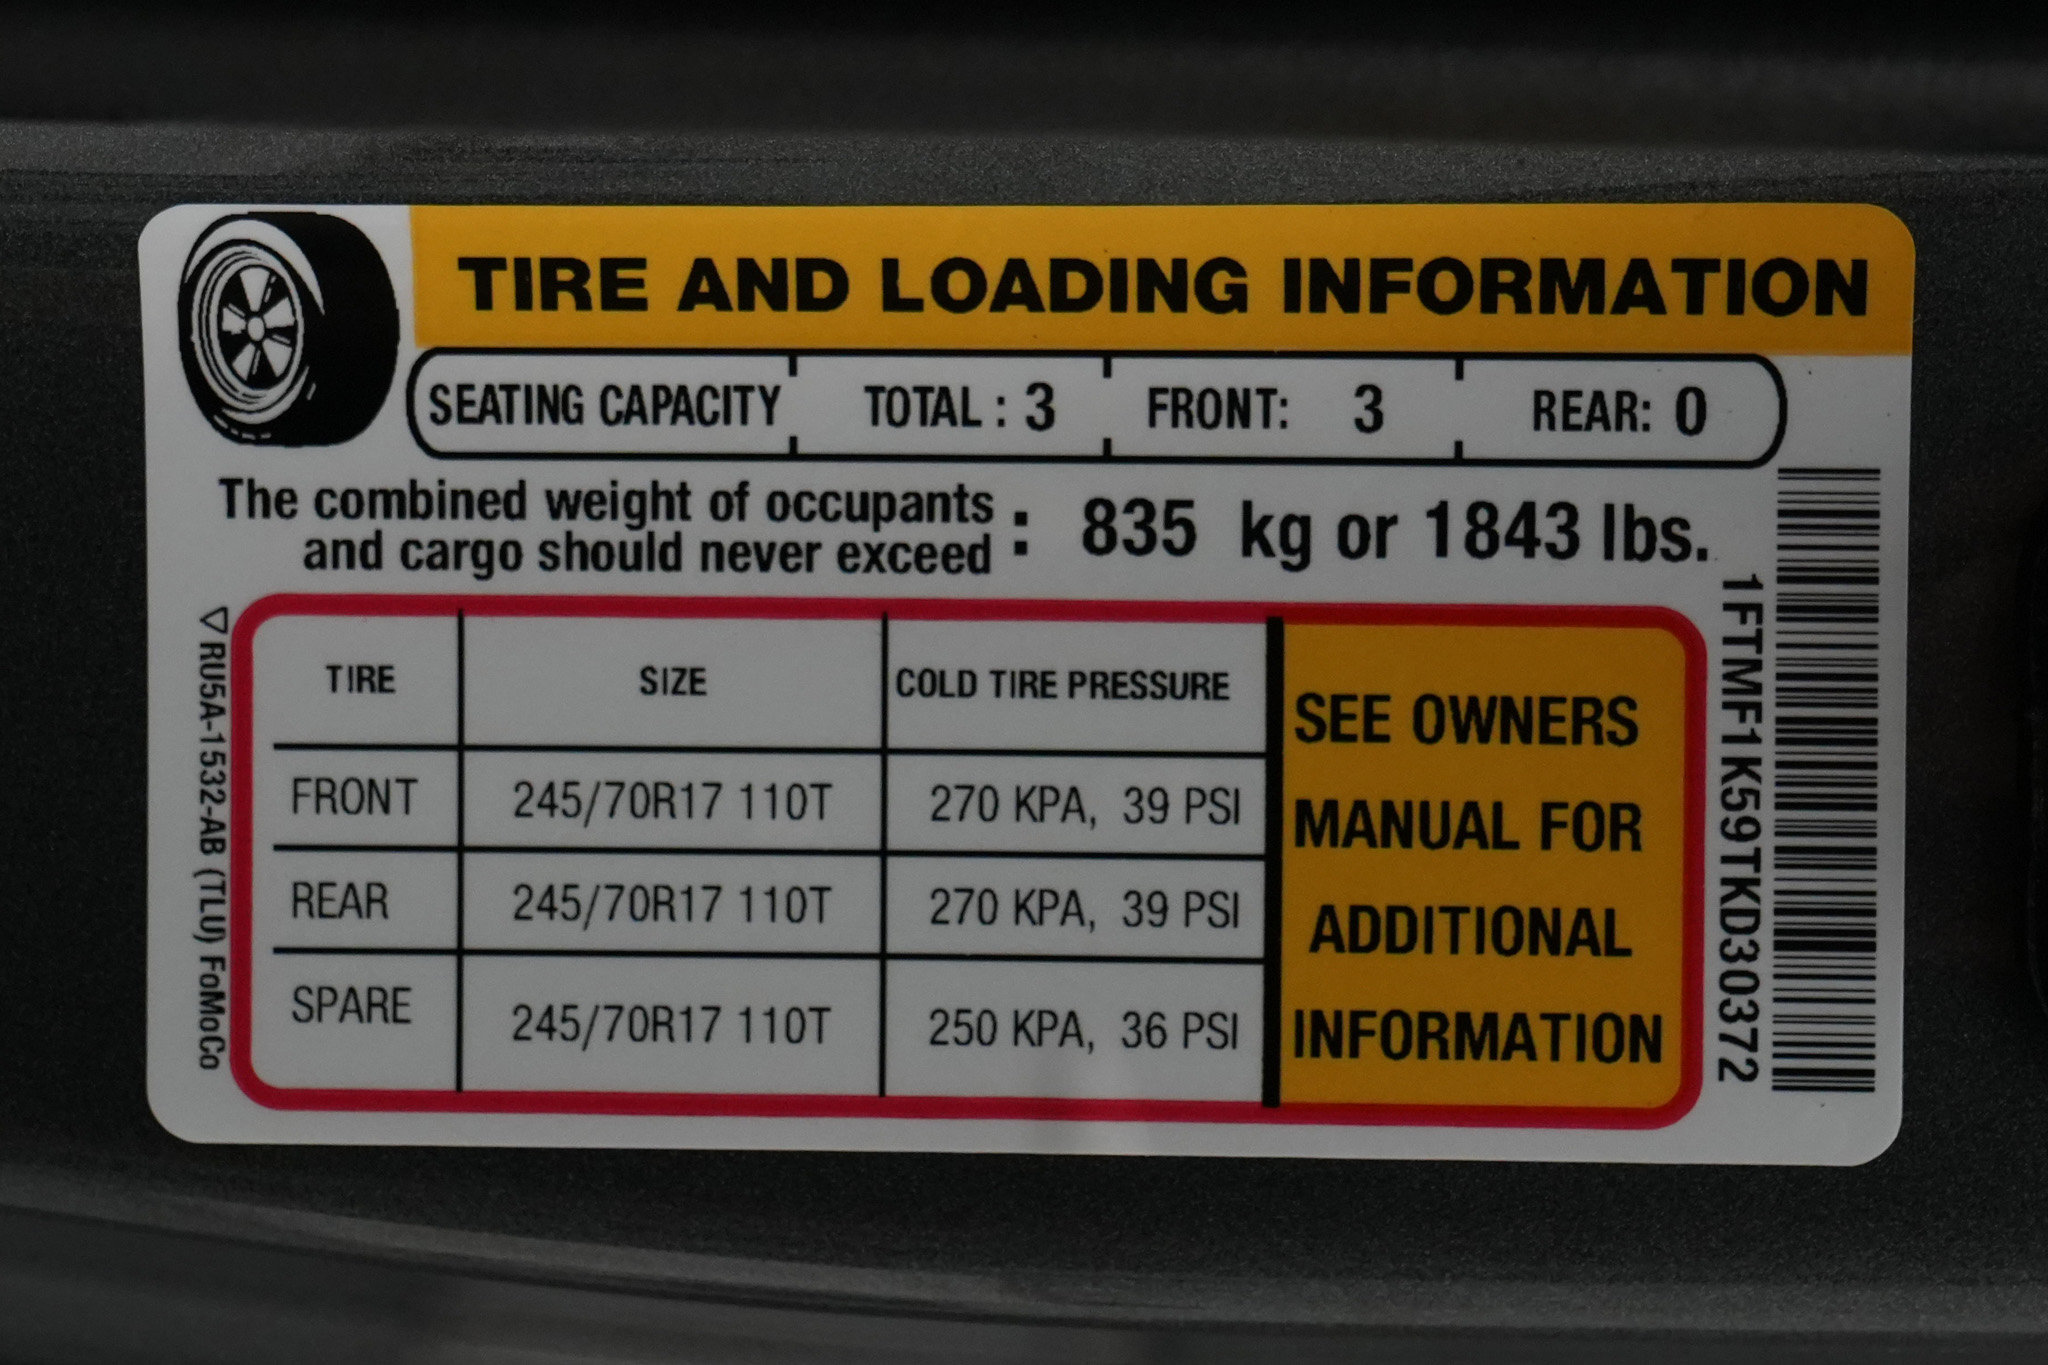 TIRE AND LOADING INFORMATION
SEATING CAPACITY TOTAL : 3 FRONT: 3 REAR: 0
The combined weight of occupants
and cargo should never exceed : 835 kg or 1843 lbs.
TIRE SIZE COLD TIRE PRESSURE
FRONT 245/70R17 110T 270 KPA, 39 PSI
REAR 245/70R17 110T 270 KPA, 39 PSI
SPARE 245/70R17 110T 250 KPA, 36 PSI
SEE OWNERS
MANUAL FOR
ADDITIONAL
INFORMATION
RU5A-1532-AB (TLU) FoMoCo
1FTMF1K59TKD30372